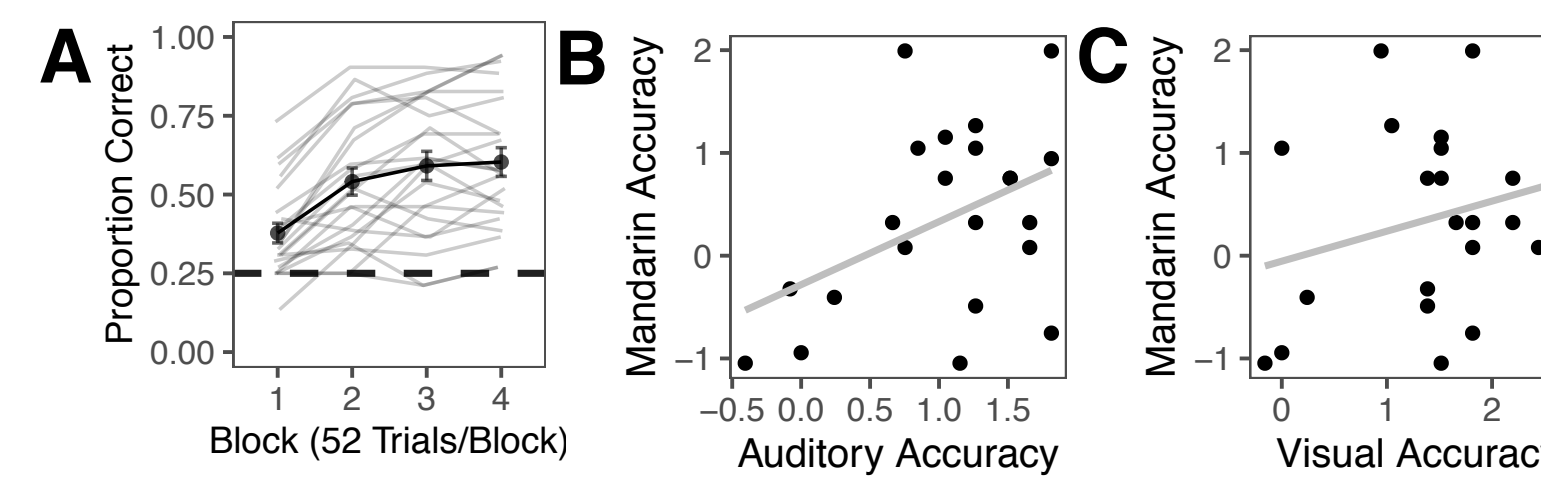 A
Proportion Correct
1.00
0.75
0.50
0.25
0.00
1 2 3 4
Block (52 Trials/Block)
B
Mandarin Accuracy
2
1
0
−1
−0.5 0.0 0.5 1.0 1.5
Auditory Accuracy
C
Mandarin Accuracy
2
1
0
−1
0 1 2
Visual Accurac